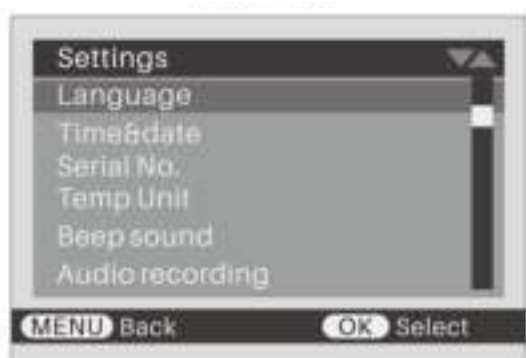 Settings
Language
Time&date
Serial No.
Temp Unit
Beep sound
Audio recording
MENU Back OK Select